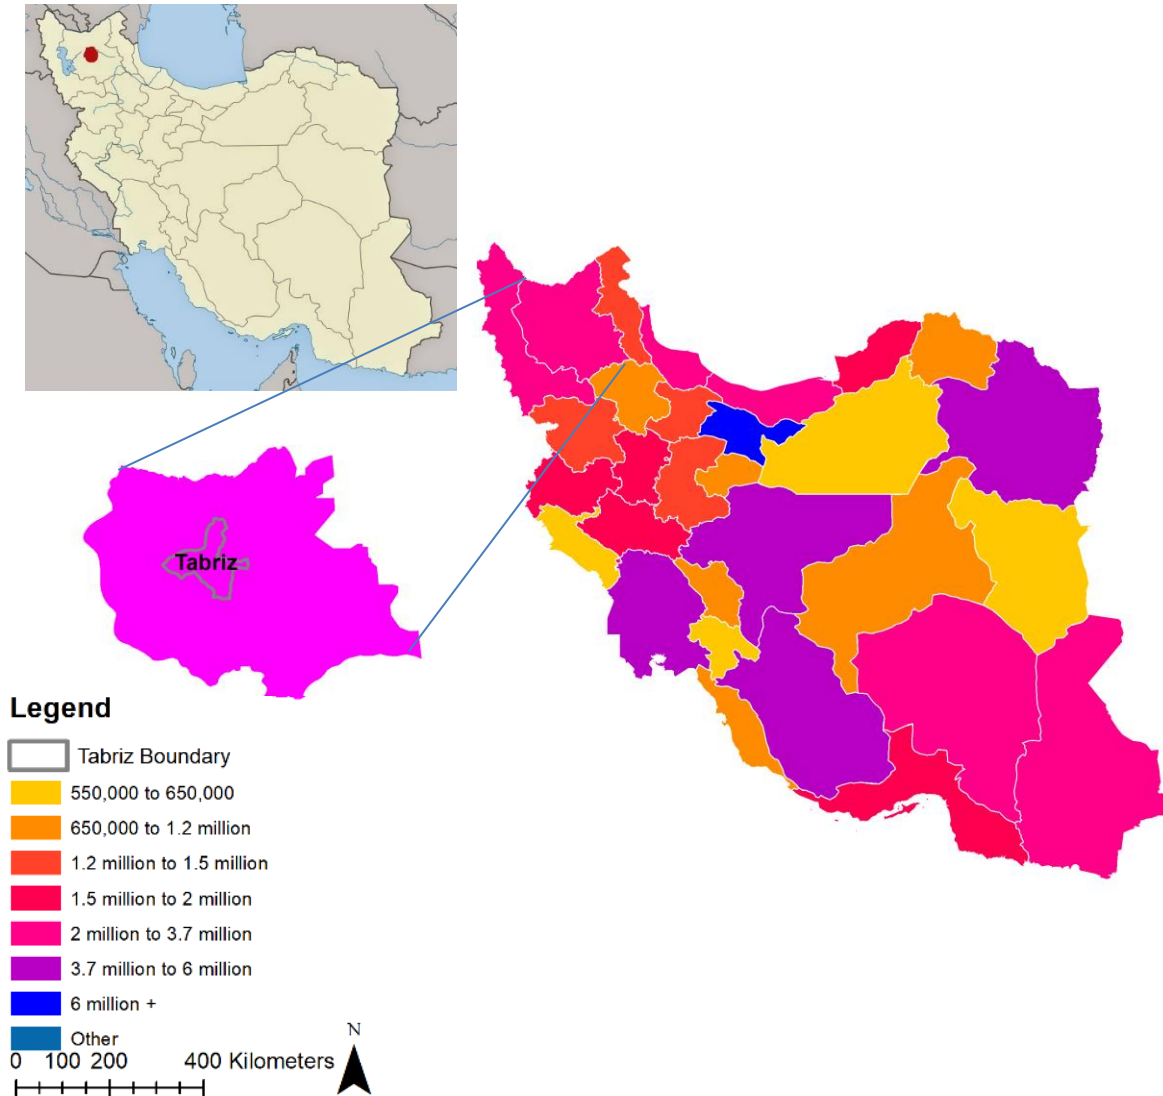 Tabriz
Legend
Tabriz Boundary
550,000 to 650,000
650,000 to 1.2 million
1.2 million to 1.5 million
1.5 million to 2 million
2 million to 3.7 million
3.7 million to 6 million
6 million +
Other
N
0 100 200 400 Kilometers